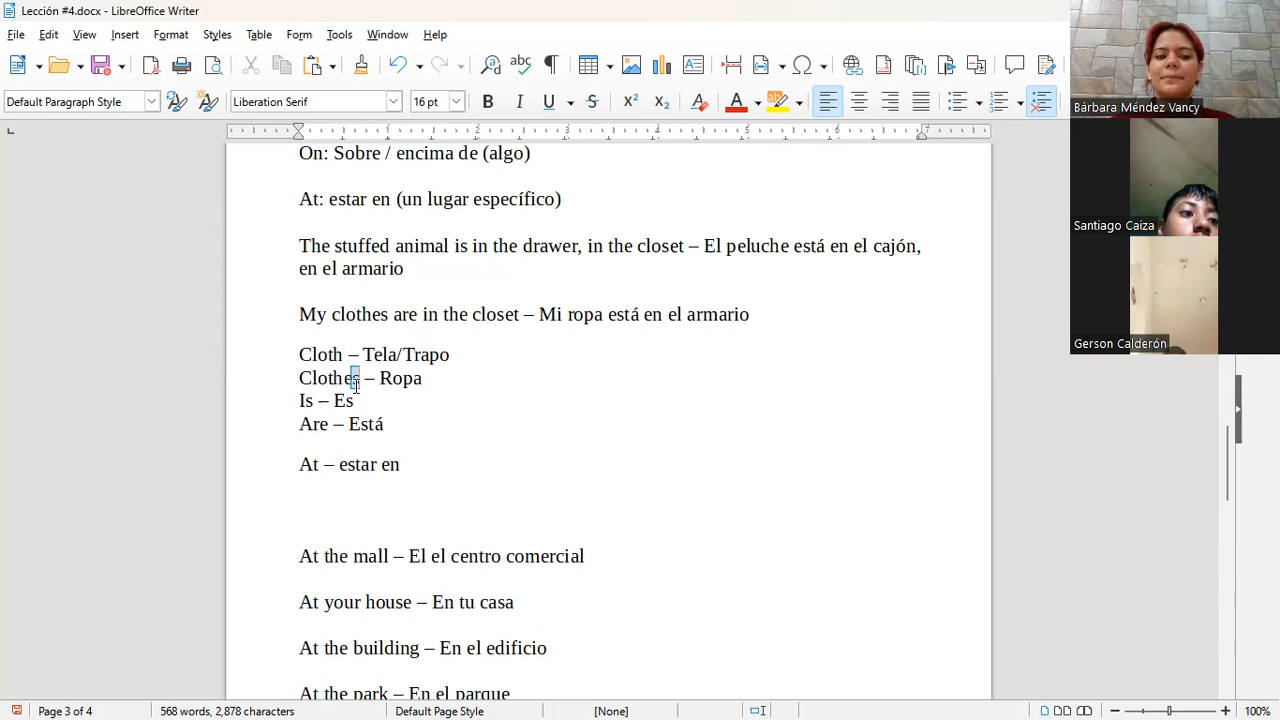 Lección #4.docx - LibreOffice Writer
File Edit View Insert Format Styles Table Form Tools Window Help
Default Paragraph Style
Liberation Serif
16 pt
On: Sobre / encima de (algo)
At: estar en (un lugar específico)
The stuffed animal is in the drawer, in the closet – El peluche está en el cajón,
en el armario
My clothes are in the closet – Mi ropa está en el armario
Cloth – Tela/Trapo
Clothes – Ropa
Is – Es
Are – Está
At – estar en
At the mall – El el centro comercial
At your house – En tu casa
At the building – En el edificio
At the park – En el parque
Page 3 of 4
568 words, 2,878 characters
Default Page Style
[None]
100%
Bárbara Méndez Vancy
Santiago Caiza
Gerson Calderón